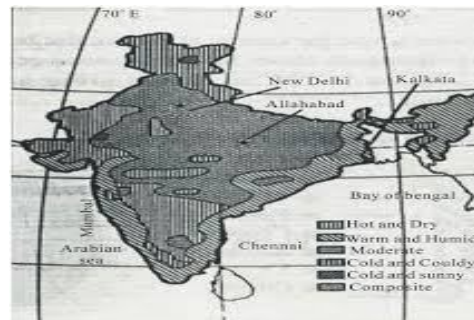 70° E
80°
90°
New Delhi
Kalkata
Allahabad
Mumbai
Arabian
sea
Chennai
Bay of bengal
Hot and Dry
Warm and Humid
Moderate
Cold and Cooldy
Cold and sunny
Composite